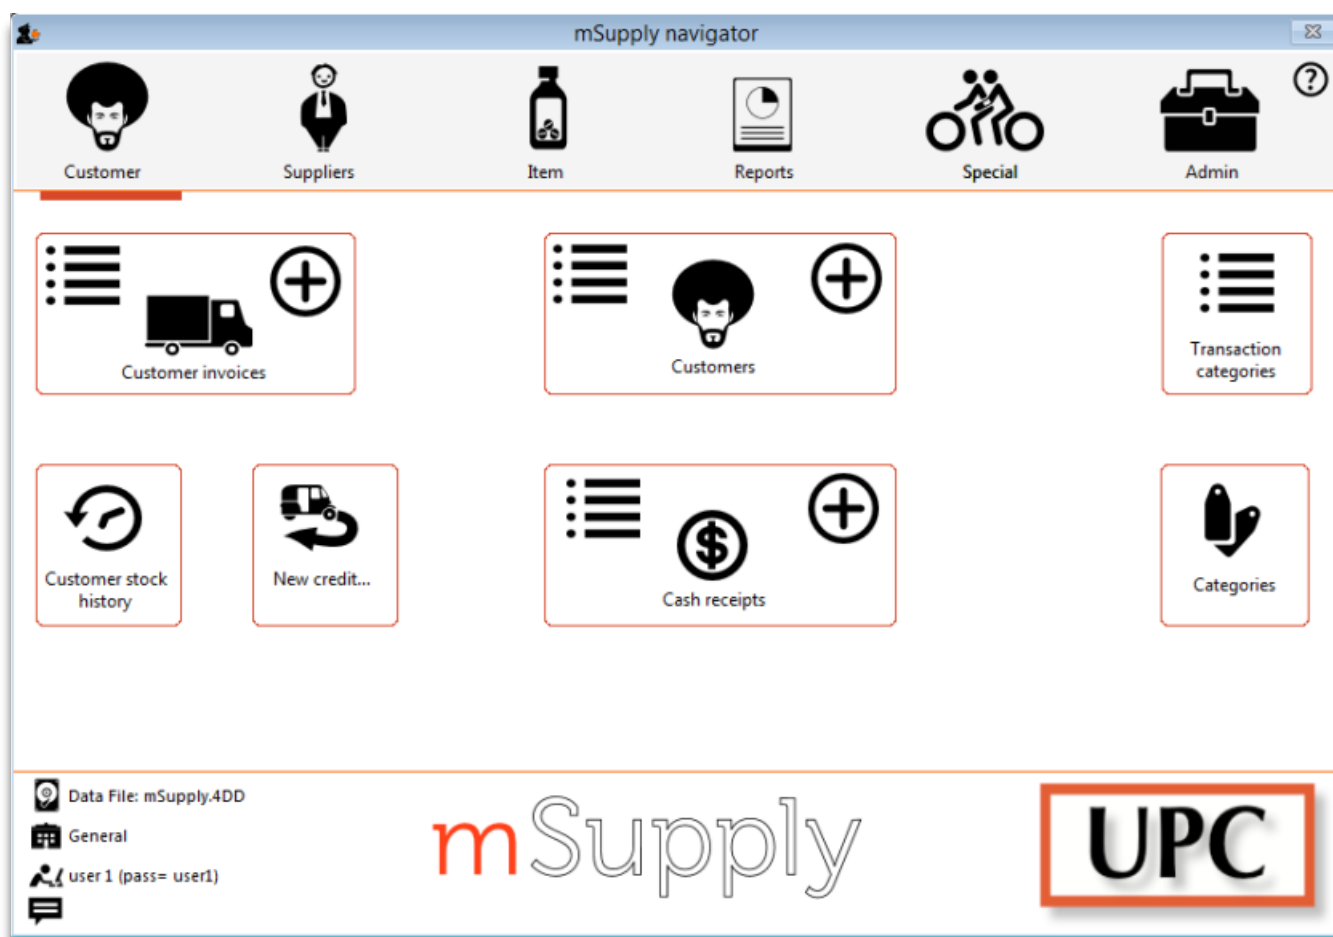 mSupply navigator
Customer
Suppliers
Item
Reports
Special
Admin
Customer invoices
Customers
Transaction
categories
Customer stock
history
New credit...
Cash receipts
Categories
Data File: mSupply.4DD
General
user 1 (pass= user1)
mSupply
UPC